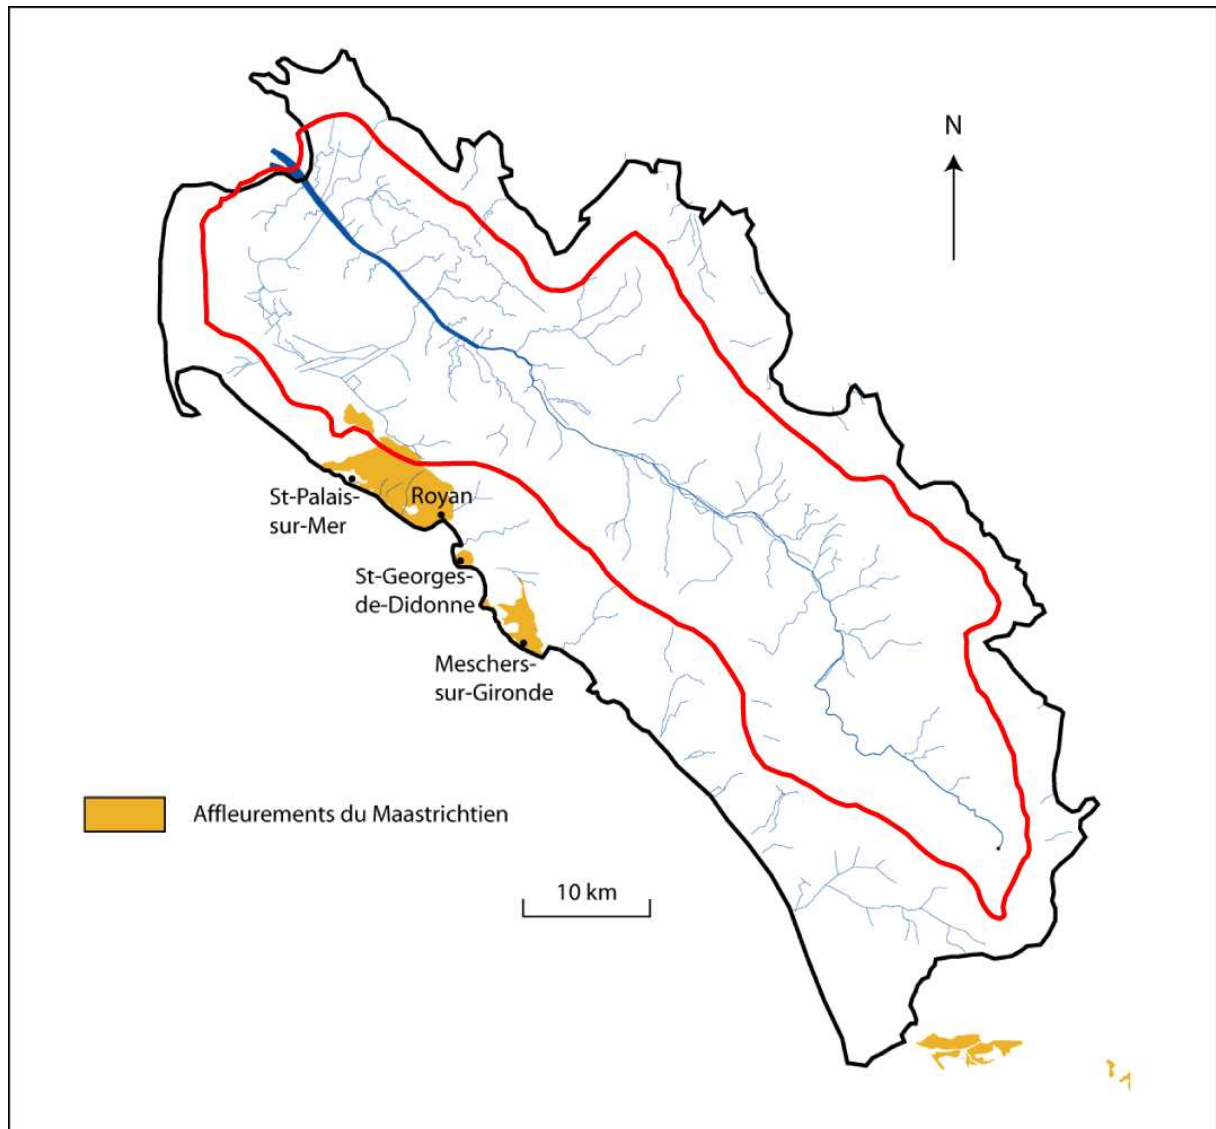 N
St-Palais-
sur-Mer
Royan
St-Georges-
de-Didonne
Meschers-
sur-Gironde
Affleurements du Maastrichtien
10 km